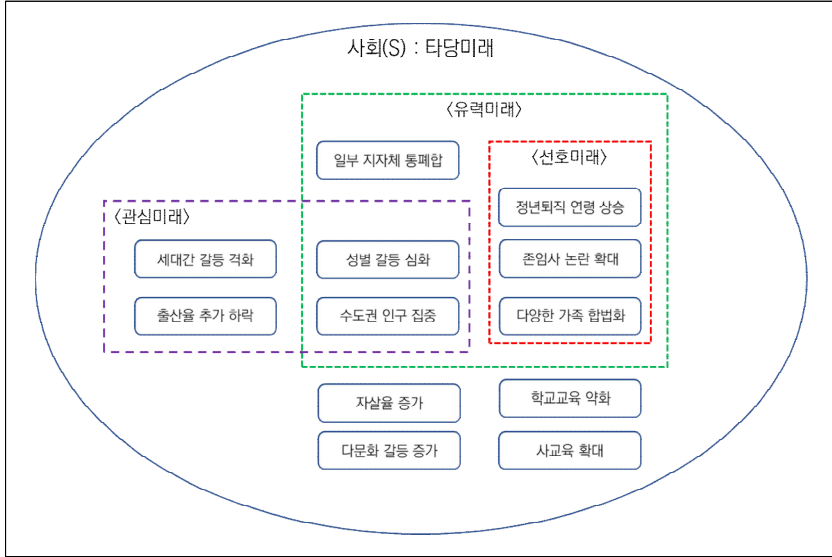 사회(S) : 타당미래
〈유력미래〉
일부 지자체 통폐합
〈선호미래〉
정년퇴직 연령 상승
〈관심미래〉
세대간 갈등 격화
성별 갈등 심화
존임사 논란 확대
출산율 추가 하락
수도권 인구 집중
다양한 가족 합법화
자살율 증가
학교교육 약화
다문화 갈등 증가
사교육 확대